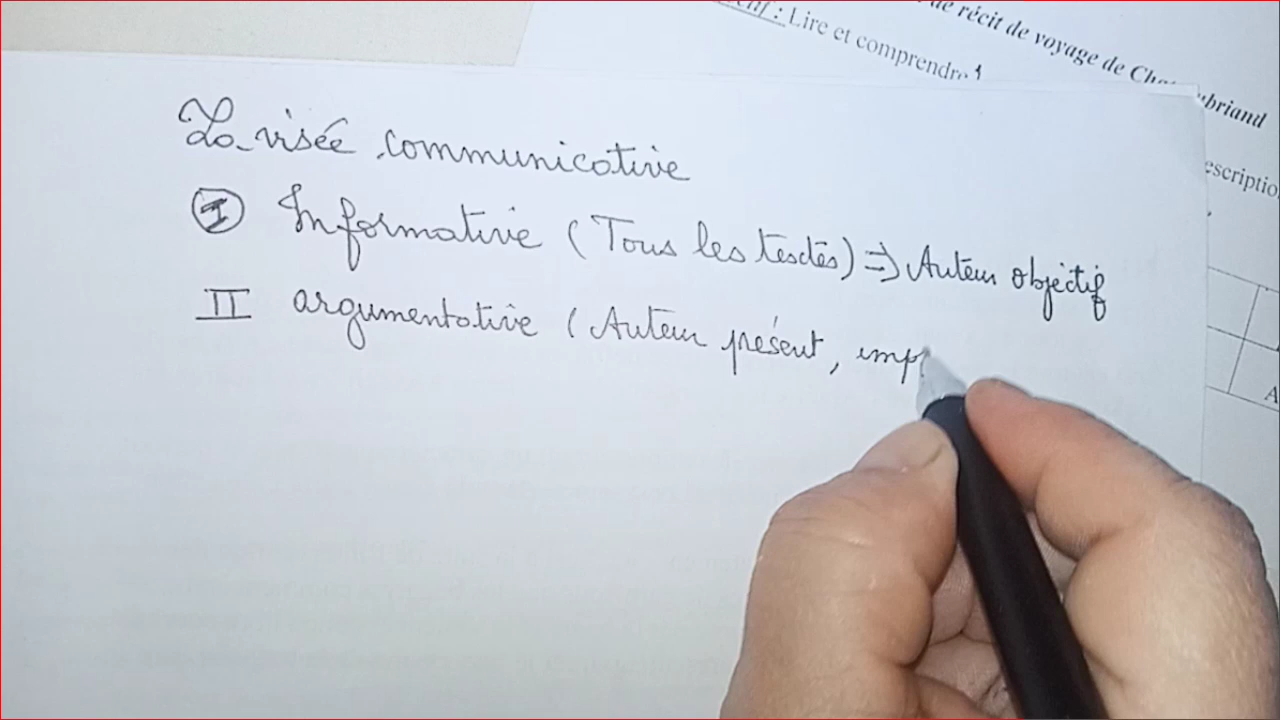 de récit de voyage de
ubriand
: Lire et comprendre
La visée communicative
I Informative (Tous les textes) ⇒ Auteur objectif
II argumentative (Auteur présent, imp
A